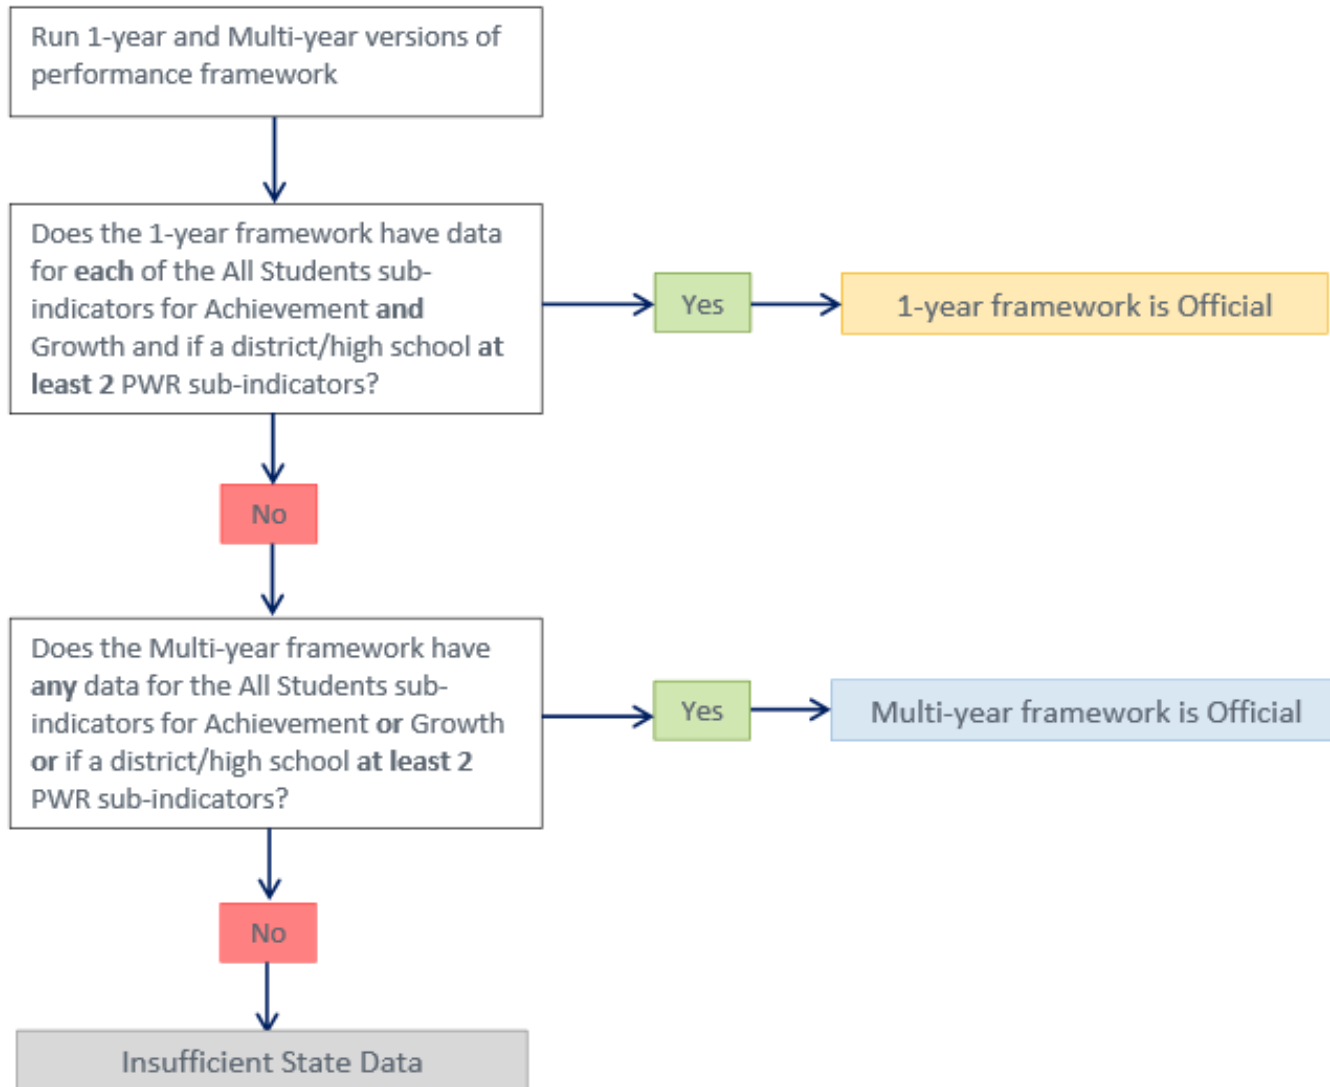 Run 1-year and Multi-year versions of
performance framework
Does the 1-year framework have data
for each of the All Students sub-
indicators for Achievement and
Growth and if a district/high school at
least 2 PWR sub-indicators?
Yes
1-year framework is Official
No
Does the Multi-year framework have
any data for the All Students sub-
indicators for Achievement or Growth
or if a district/high school at least 2
PWR sub-indicators?
Yes
Multi-year framework is Official
No
Insufficient State Data